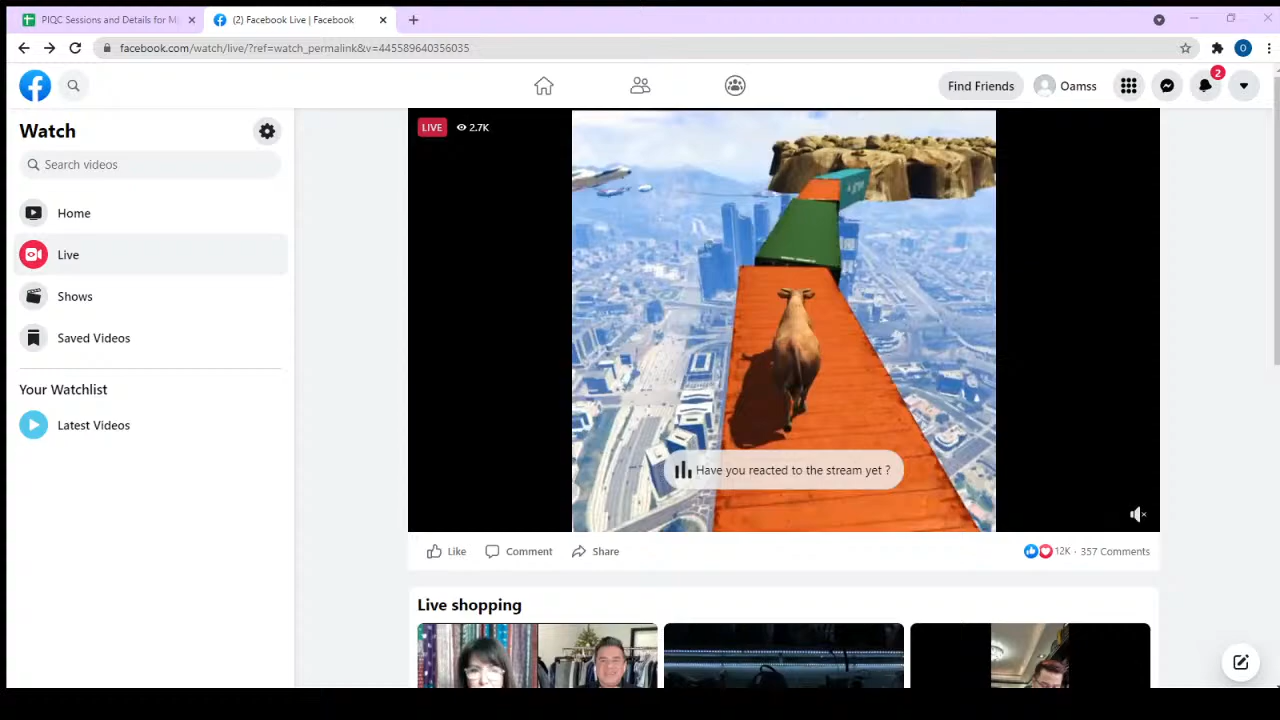 PIQC Sessions and Details for M
(2) Facebook Live | Facebook
facebook.com/watch/live/?ref=watch_permalink&v=445589640356035
O
Find Friends
Oamss
2
Watch
Search videos
Home
Live
Shows
Saved Videos
Your Watchlist
Latest Videos
LIVE
2.7K
Have you reacted to the stream yet ?
Like
Comment
Share
12K · 357 Comments
Live shopping